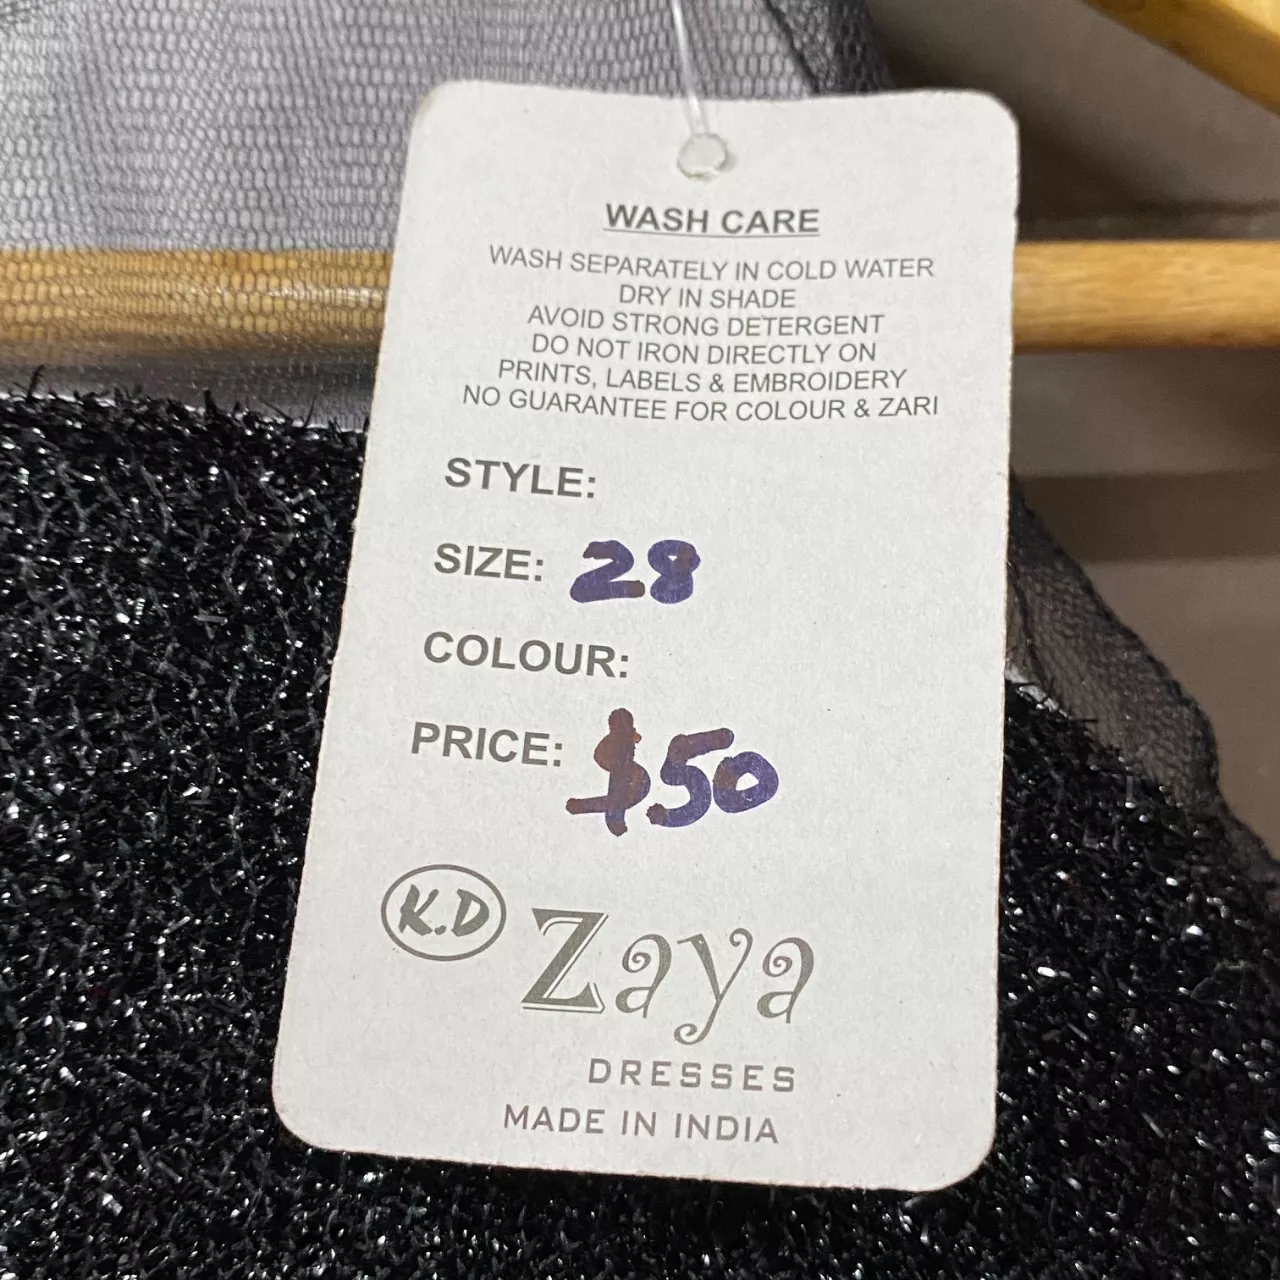 WASH CARE
WASH SEPARATELY IN COLD WATER
DRY IN SHADE
AVOID STRONG DETERGENT
DO NOT IRON DIRECTLY ON
PRINTS, LABELS & EMBROIDERY
NO GUARANTEE FOR COLOUR & ZARI
STYLE:
SIZE: 28
COLOUR:
PRICE: $50
K.D Zaya
DRESSES
MADE IN INDIA